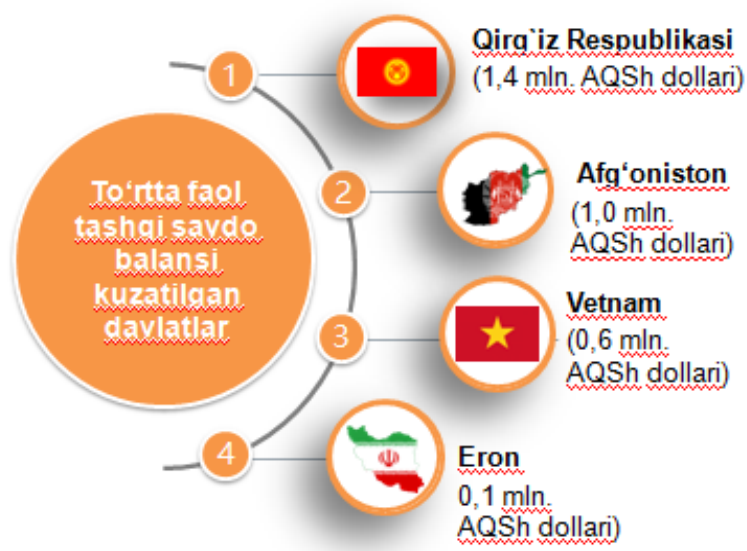 To‘rtta faol
tashqi savdo
balansi
kuzatilgan
davlatlar
1
Qirg`iz Respublikasi
(1,4 mln. AQSh dollari)
2
Afg‘oniston
(1,0 mln.
AQSh dollari)
3
Vetnam
(0,6 mln.
AQSh dollari)
4
Eron
0,1 mln.
AQSh dollari)